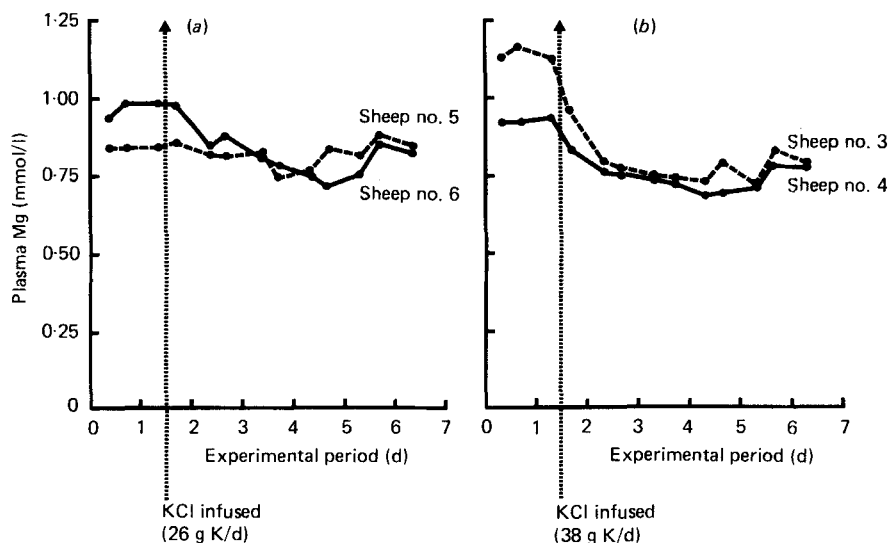 Plasma Mg (mmol/l)
1·25
1·00
0·75
0·50
0·25
0
(a)
Sheep no. 5
Sheep no. 6
0 1 2 3 4 5 6 7
Experimental period (d)
KCl infused
(26 g K/d)
(b)
Sheep no. 3
Sheep no. 4
0 1 2 3 4 5 6 7
Experimental period (d)
KCl infused
(38 g K/d)